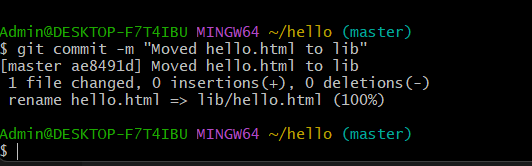 Admin@DESKTOP-F7T4IBU MINGW64 ~/hello (master)
$ git commit -m "Moved hello.html to lib"
[master ae8491d] Moved hello.html to lib
 1 file changed, 0 insertions(+), 0 deletions(-)
 rename hello.html => lib/hello.html (100%)
Admin@DESKTOP-F7T4IBU MINGW64 ~/hello (master)
$